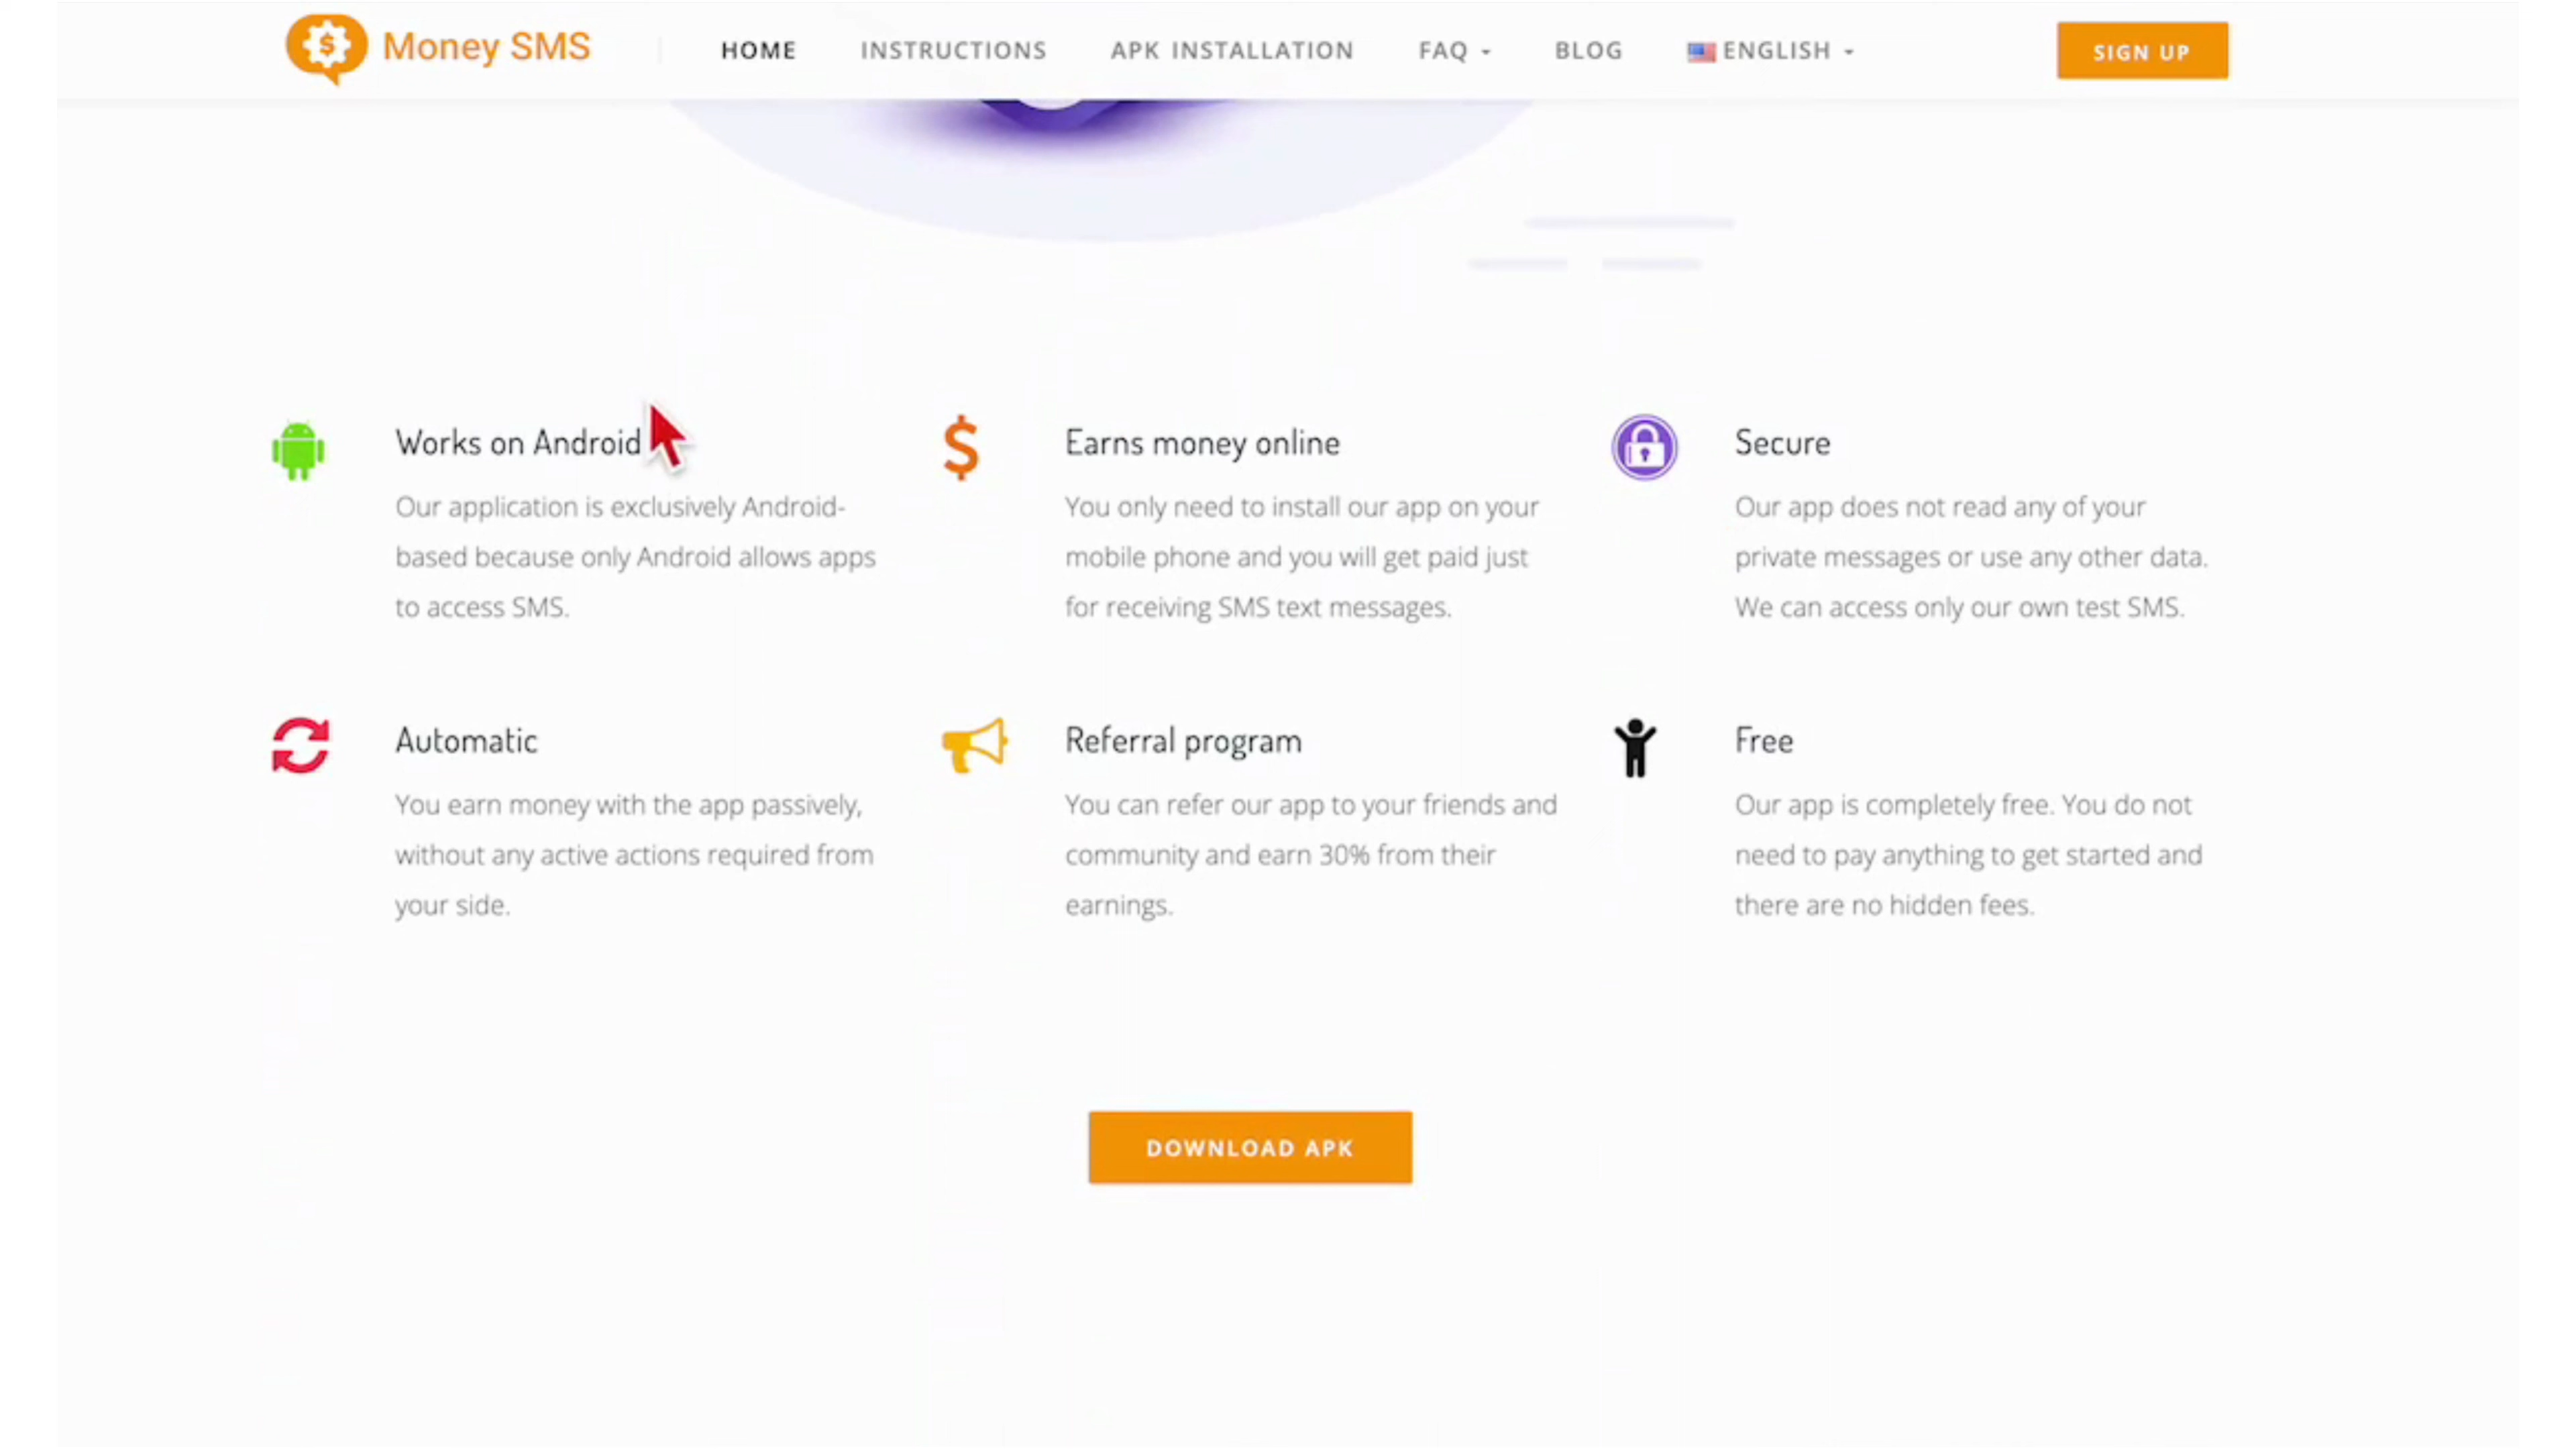 Money SMS
HOME
INSTRUCTIONS
APK INSTALLATION
FAQ
BLOG
ENGLISH
SIGN UP
Works on Android
Our application is exclusively Android-
based because only Android allows apps
to access SMS.
Earns money online
You only need to install our app on your
mobile phone and you will get paid just
for receiving SMS text messages.
Secure
Our app does not read any of your
private messages or use any other data.
We can access only our own test SMS.
Automatic
You earn money with the app passively,
without any active actions required from
your side.
Referral program
You can refer our app to your friends and
community and earn 30% from their
earnings.
Free
Our app is completely free. You do not
need to pay anything to get started and
there are no hidden fees.
DOWNLOAD APK